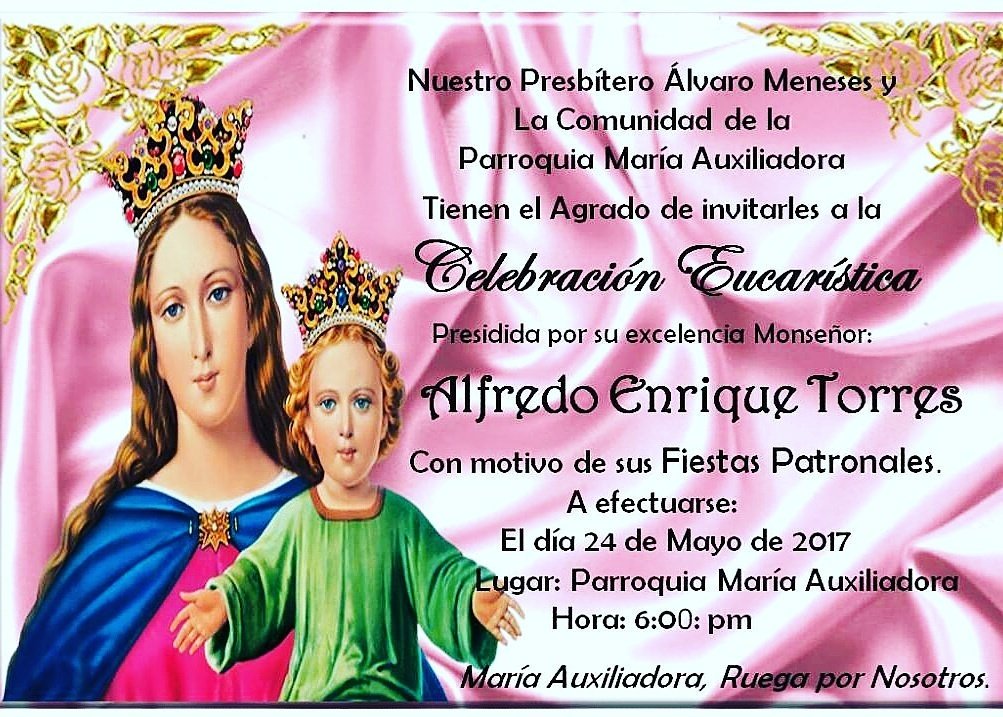 Nuestro Presbítero Álvaro Meneses y
La Comunidad de la
Parroquia María Auxiliadora
Tienen el Agrado de invitarles a la
Celebración Eucarística
Presidida por su excelencia Monseñor:
Alfredo Enrique Torres
Con motivo de sus Fiestas Patronales.
A efectuarse:
El día 24 de Mayo de 2017
Lugar: Parroquia María Auxiliadora
Hora: 6:00: pm
María Auxiliadora, Ruega por Nosotros.